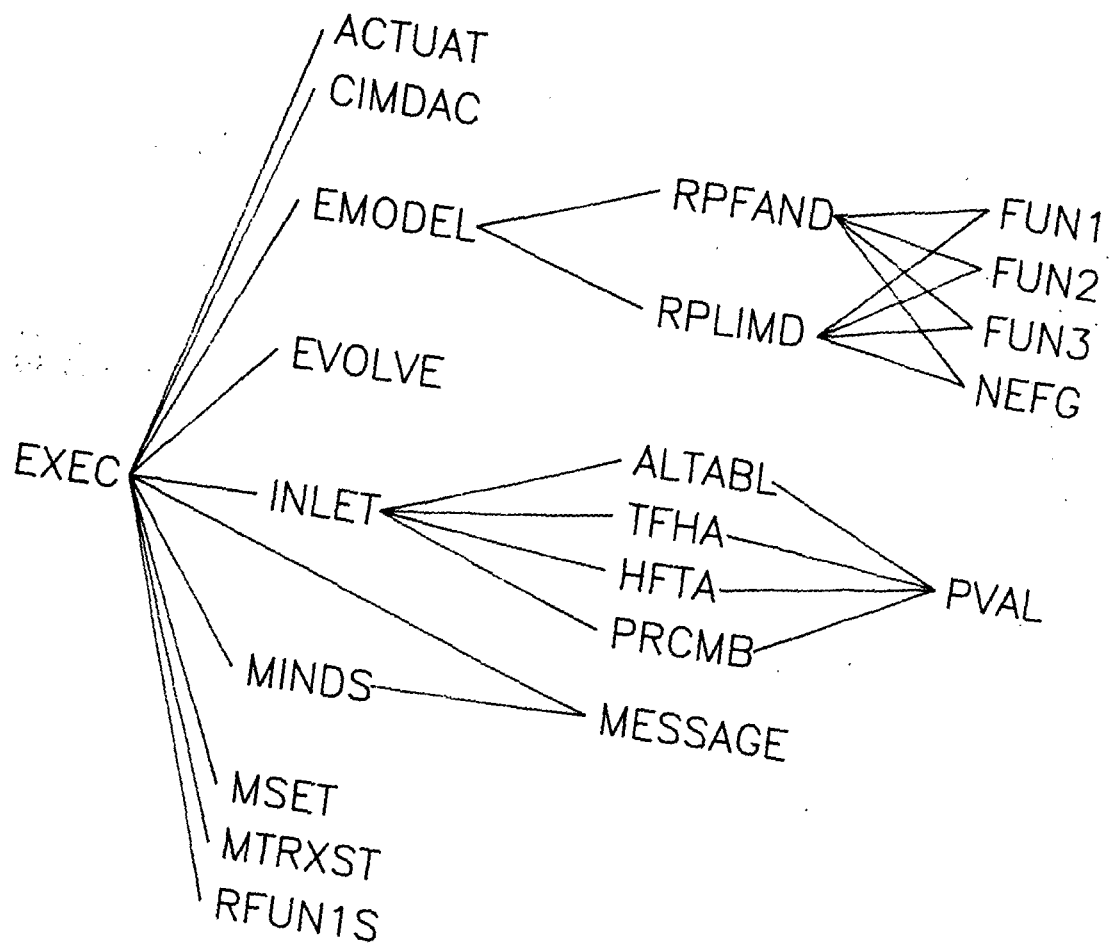 ACTUAT
CIMDAC
EMODEL
RPFAND
FUN1
FUN2
RPLIMD
FUN3
NEFG
EVOLVE
EXEC
INLET
ALTABL
TFHA
HFTA
PRCMB
PVAL
MINDS
MESSAGE
MSET
MTRXST
RFUN1S